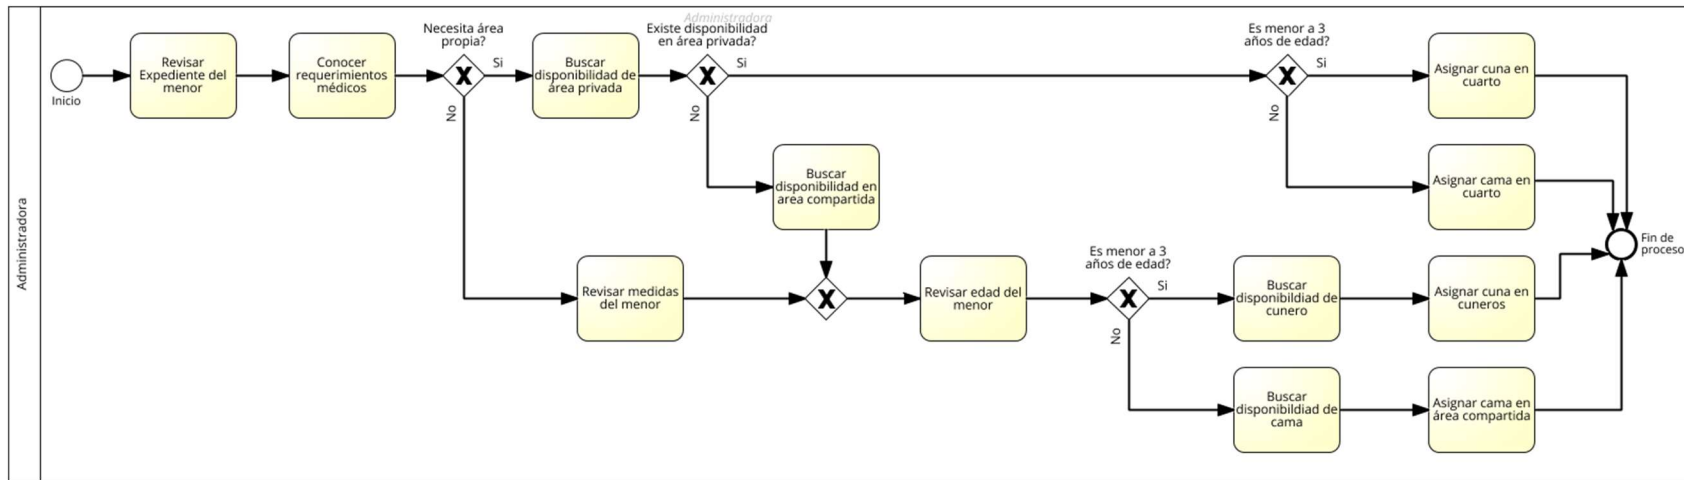 Administradora
Administradora
Inicio
Revisar
Expediente del
menor
Conocer
requerimientos
médicos
Necesita área
propia?
Si
No
Buscar
disponibilidad de
área privada
Existe disponibilidad
en área privada?
Si
No
Buscar
disponibilidad en
area compartida
Es menor a 3
años de edad?
Si
No
Asignar cuna en
cuarto
Asignar cama en
cuarto
Revisar medidas
del menor
Revisar edad del
menor
Es menor a 3
años de edad?
Si
No
Buscar
disponibildiad de
cunero
Asignar cuna en
cuneros
Buscar
disponibildiad de
cama
Asignar cama en
área compartida
Fin de
proceso